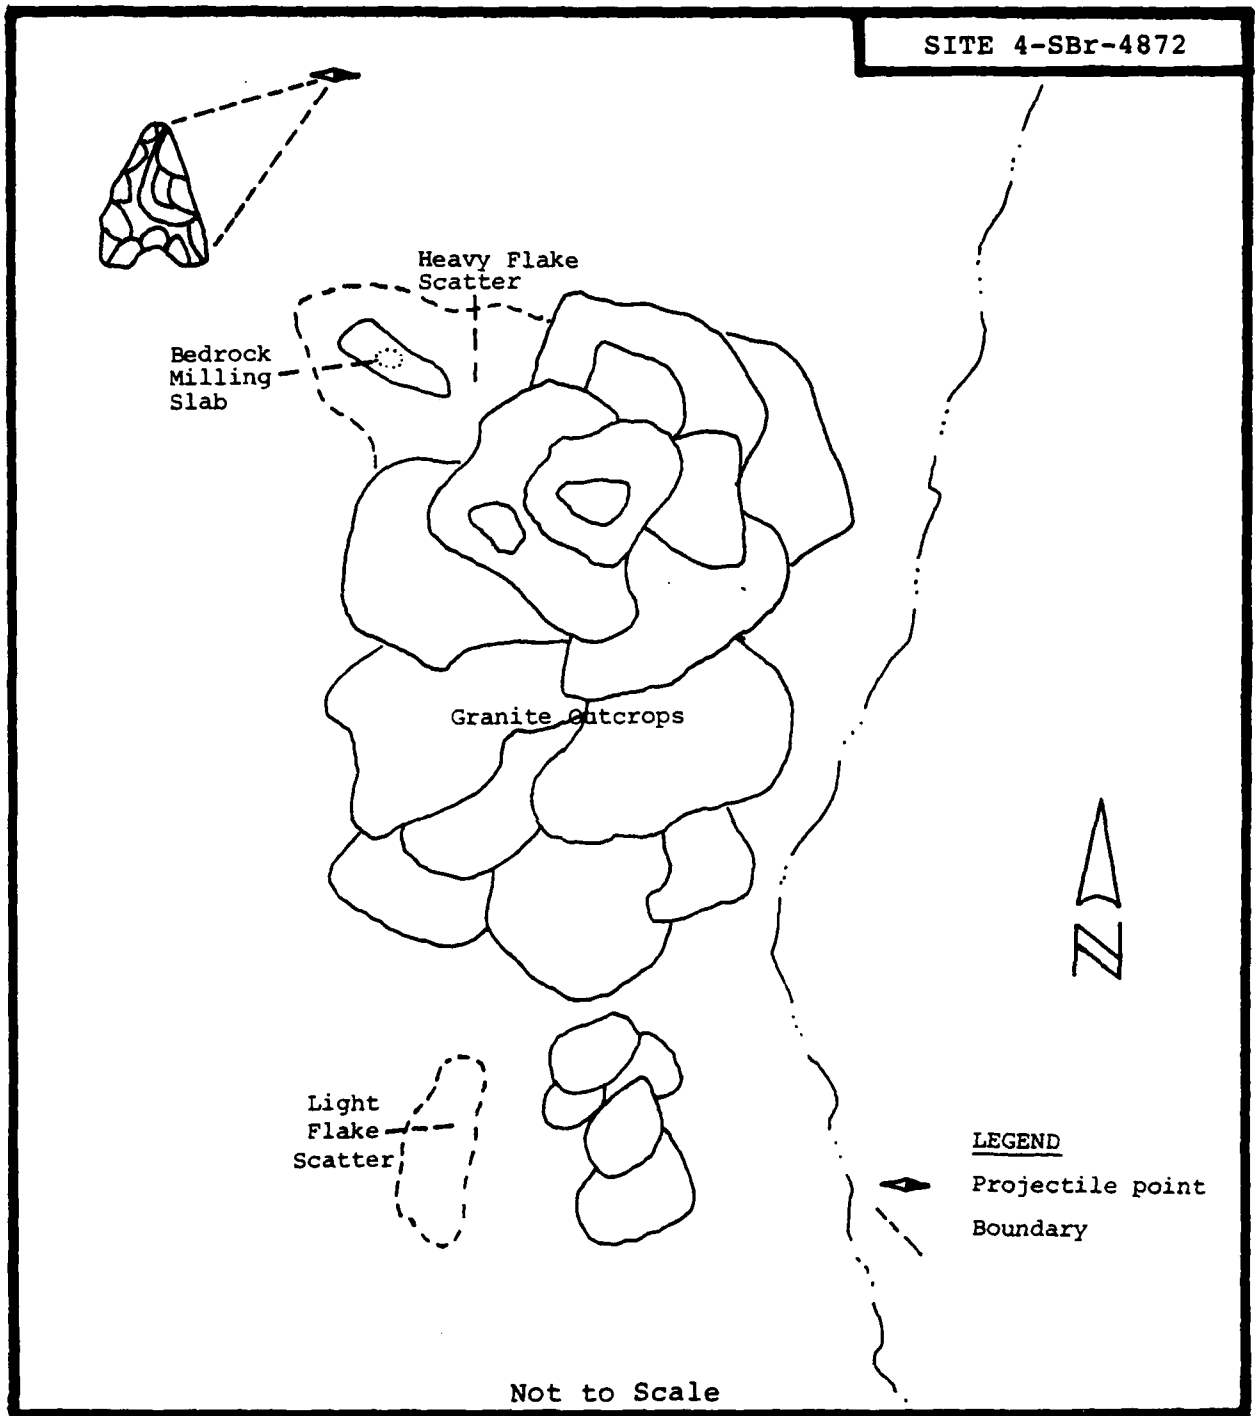 SITE 4-SBr-4872
Heavy Flake
Scatter
Bedrock
Milling
Slab
Granite Outcrops
N
Light
Flake
Scatter
LEGEND
Projectile point
Boundary
Not to Scale